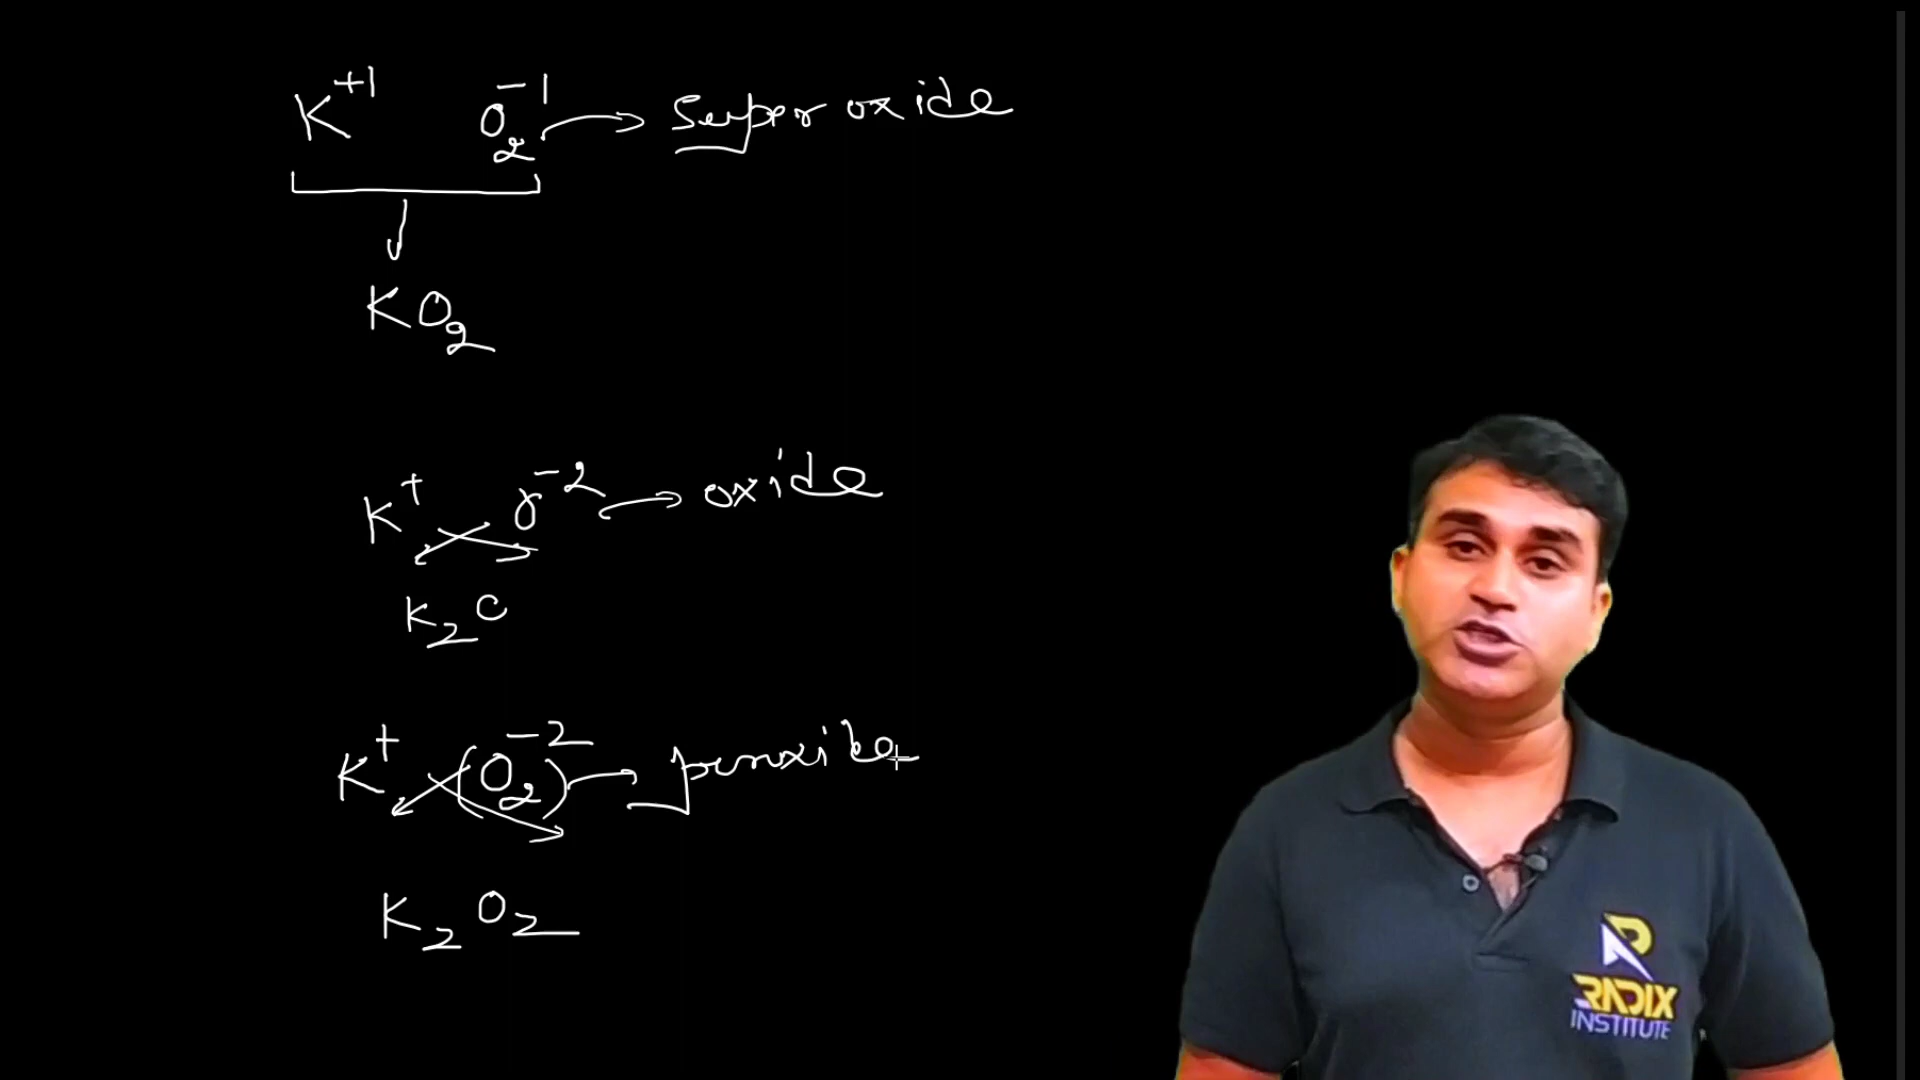 K⁺¹ O₂⁻¹ → Super oxide
KO₂
K⁺ O⁻² → oxide
K₂O
K⁺ (O₂)⁻² → peroxide
K₂O₂
RADIX
INSTITUTE